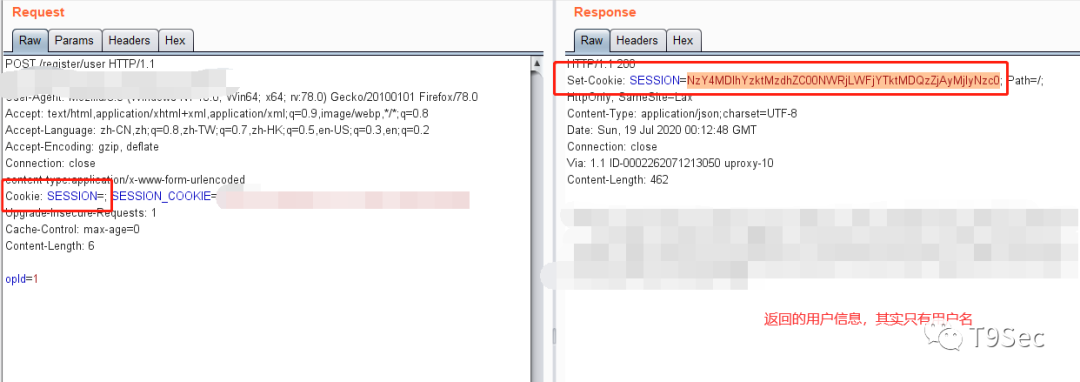 Request
Raw Params Headers Hex
POST /register/user HTTP/1.1
User-Agent: Mozilla/5.0 (Windows NT 10.0; Win64; x64; rv:78.0) Gecko/20100101 Firefox/78.0
Accept: text/html,application/xhtml+xml,application/xml;q=0.9,image/webp,*/*;q=0.8
Accept-Language: zh-CN,zh;q=0.8,zh-TW;q=0.7,zh-HK;q=0.5,en-US;q=0.3,en;q=0.2
Accept-Encoding: gzip, deflate
Connection: close
content-type:application/x-www-form-urlencoded
Cookie: SESSION=; SESSION_COOKIE=
Upgrade-Insecure-Requests: 1
Cache-Control: max-age=0
Content-Length: 6
opId=1
Response
Raw Headers Hex
HTTP/1.1 200
Set-Cookie: SESSION=NzY4MDlhYzktMzdhZC00NWRjLWFjYTktMDQzZjAyMjIyNzc0; Path=/;
HttpOnly; SameSite=Lax
Content-Type: application/json;charset=UTF-8
Date: Sun, 19 Jul 2020 00:12:48 GMT
Connection: close
Via: 1.1 ID-0002262071213050 uproxy-10
Content-Length: 462
返回的用户信息，其实只有用户名
T9Sec